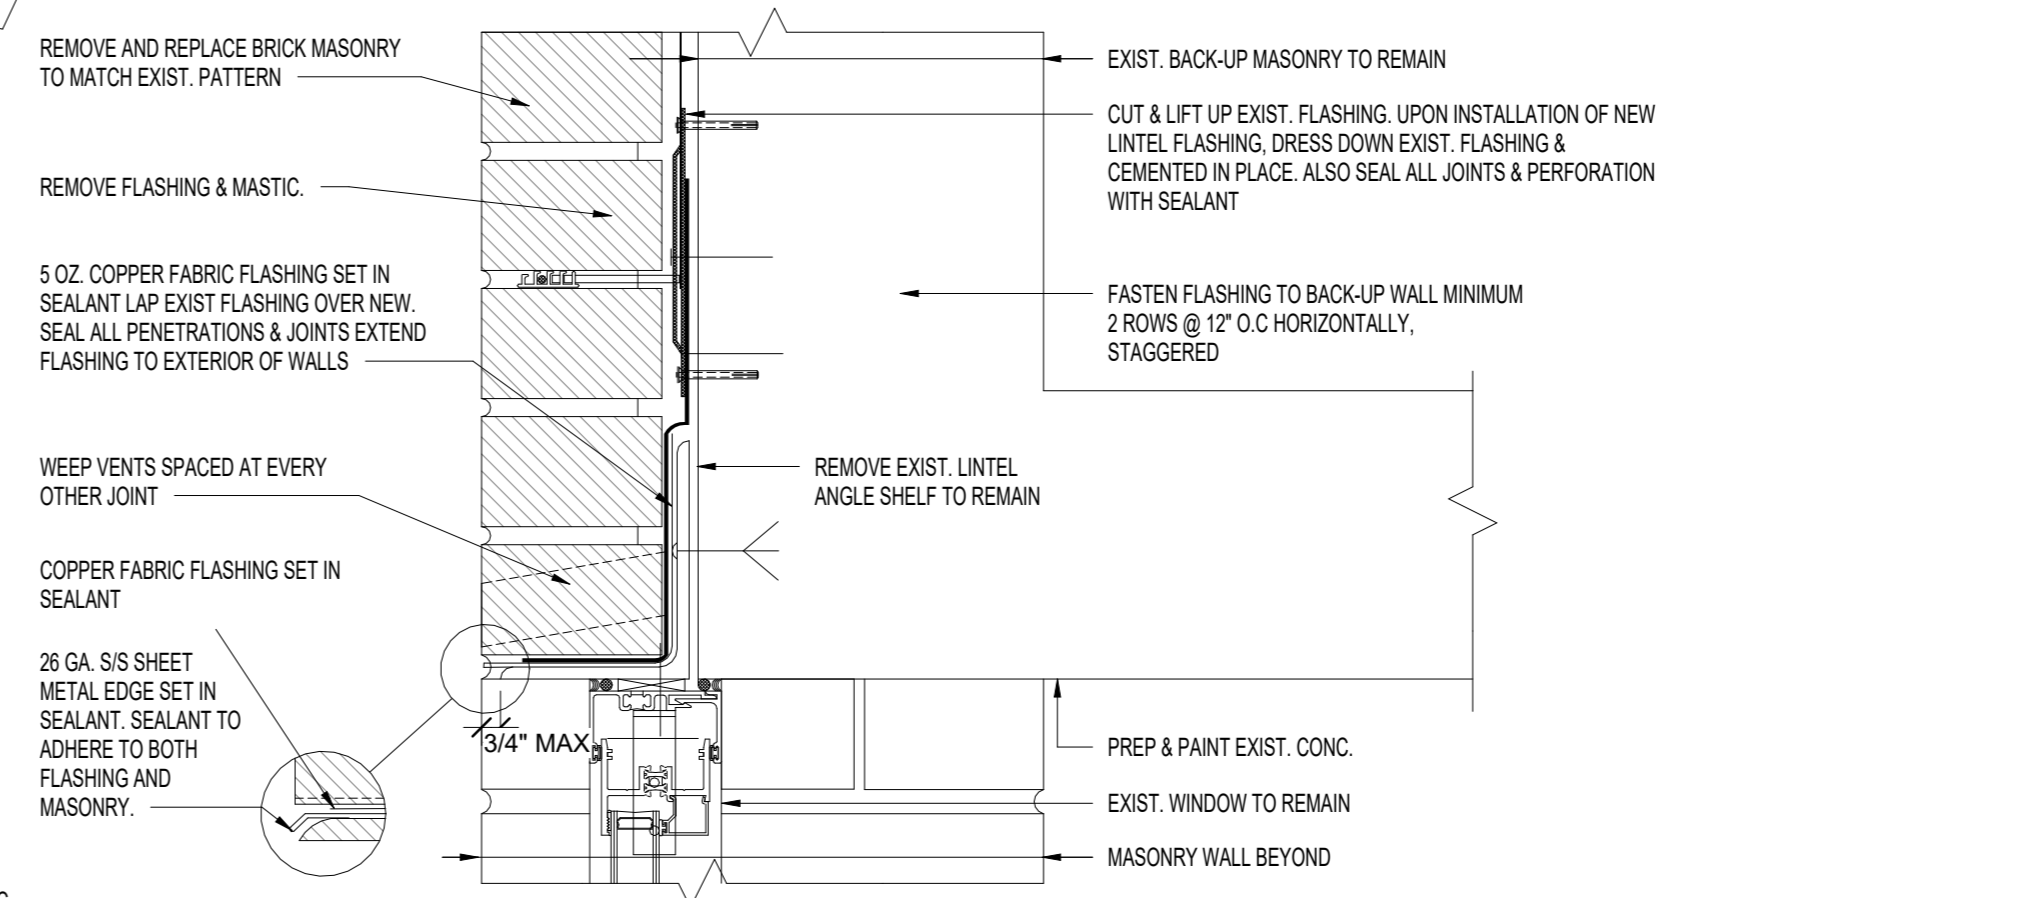 REMOVE AND REPLACE BRICK MASONRY
TO MATCH EXIST. PATTERN
REMOVE FLASHING & MASTIC.
5 OZ. COPPER FABRIC FLASHING SET IN
SEALANT LAP EXIST FLASHING OVER NEW.
SEAL ALL PENETRATIONS & JOINTS EXTEND
FLASHING TO EXTERIOR OF WALLS
WEEP VENTS SPACED AT EVERY
OTHER JOINT
COPPER FABRIC FLASHING SET IN
SEALANT
26 GA. S/S SHEET
METAL EDGE SET IN
SEALANT. SEALANT TO
ADHERE TO BOTH
FLASHING AND
MASONRY.
3/4" MAX
REMOVE EXIST. LINTEL
ANGLE SHELF TO REMAIN
EXIST. BACK-UP MASONRY TO REMAIN
CUT & LIFT UP EXIST. FLASHING. UPON INSTALLATION OF NEW
LINTEL FLASHING, DRESS DOWN EXIST. FLASHING &
CEMENTED IN PLACE. ALSO SEAL ALL JOINTS & PERFORATION
WITH SEALANT
FASTEN FLASHING TO BACK-UP WALL MINIMUM
2 ROWS @ 12" O.C HORIZONTALLY,
STAGGERED
PREP & PAINT EXIST. CONC.
EXIST. WINDOW TO REMAIN
MASONRY WALL BEYOND